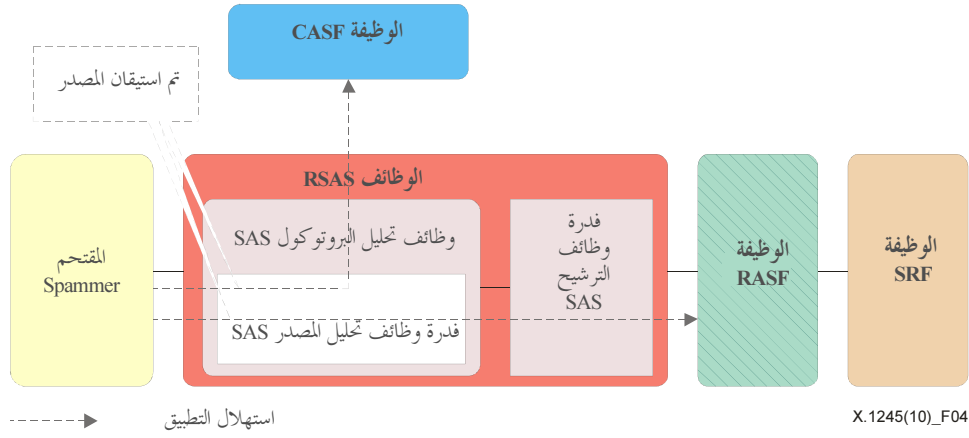 الوظيفة CASF
تم استيقان المصدر
الوظائف RSAS
المقتحم
Spammer
وظائف تحليل البروتوكول SAS
فدرة وظائف تحليل المصدر SAS
فدرة
وظائف
الترشيح
SAS
الوظيفة
RASF
الوظيفة
SRF
استهلال التطبيق
X.1245(10)_F04